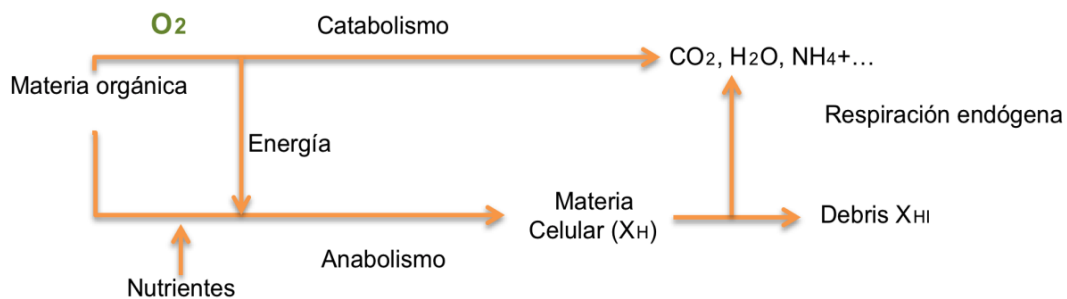 O2
Catabolismo
CO2, H2O, NH4+...
Materia orgánica
Respiración endógena
Energía
Materia
Celular (XH)
Debris XHI
Anabolismo
Nutrientes